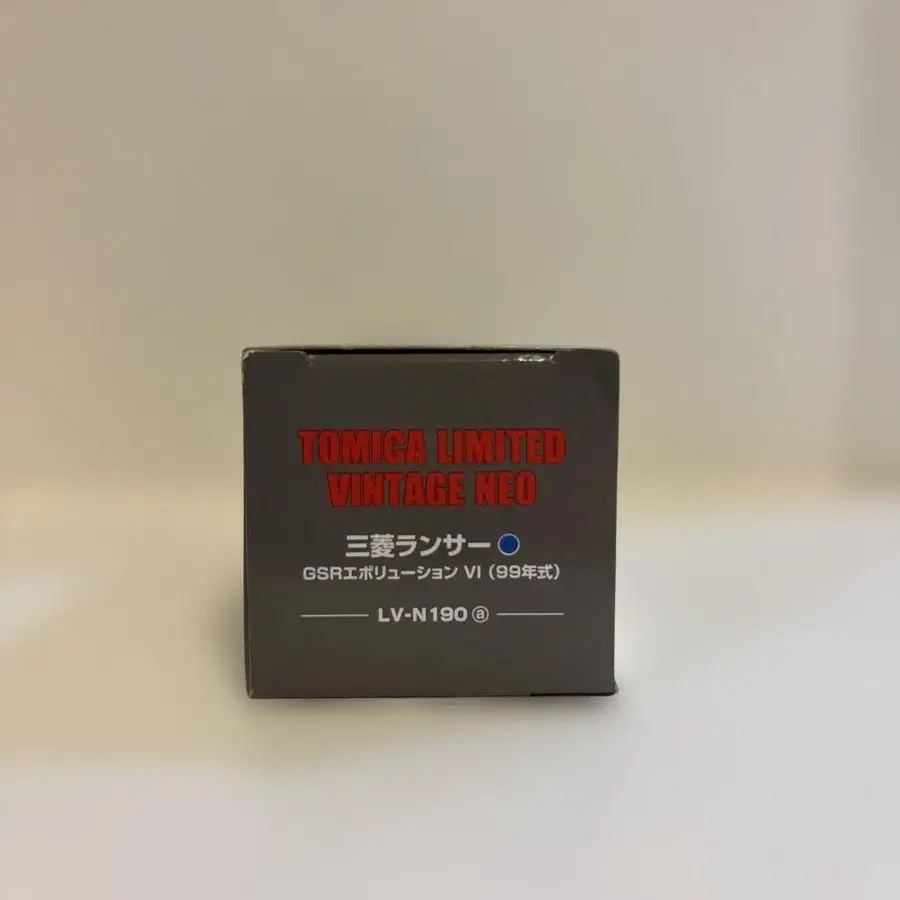 TOMICA LIMITED
VINTAGE NEO
三菱ランサー
GSRエボリューション VI（99年式）
LV-N190 ⓐ